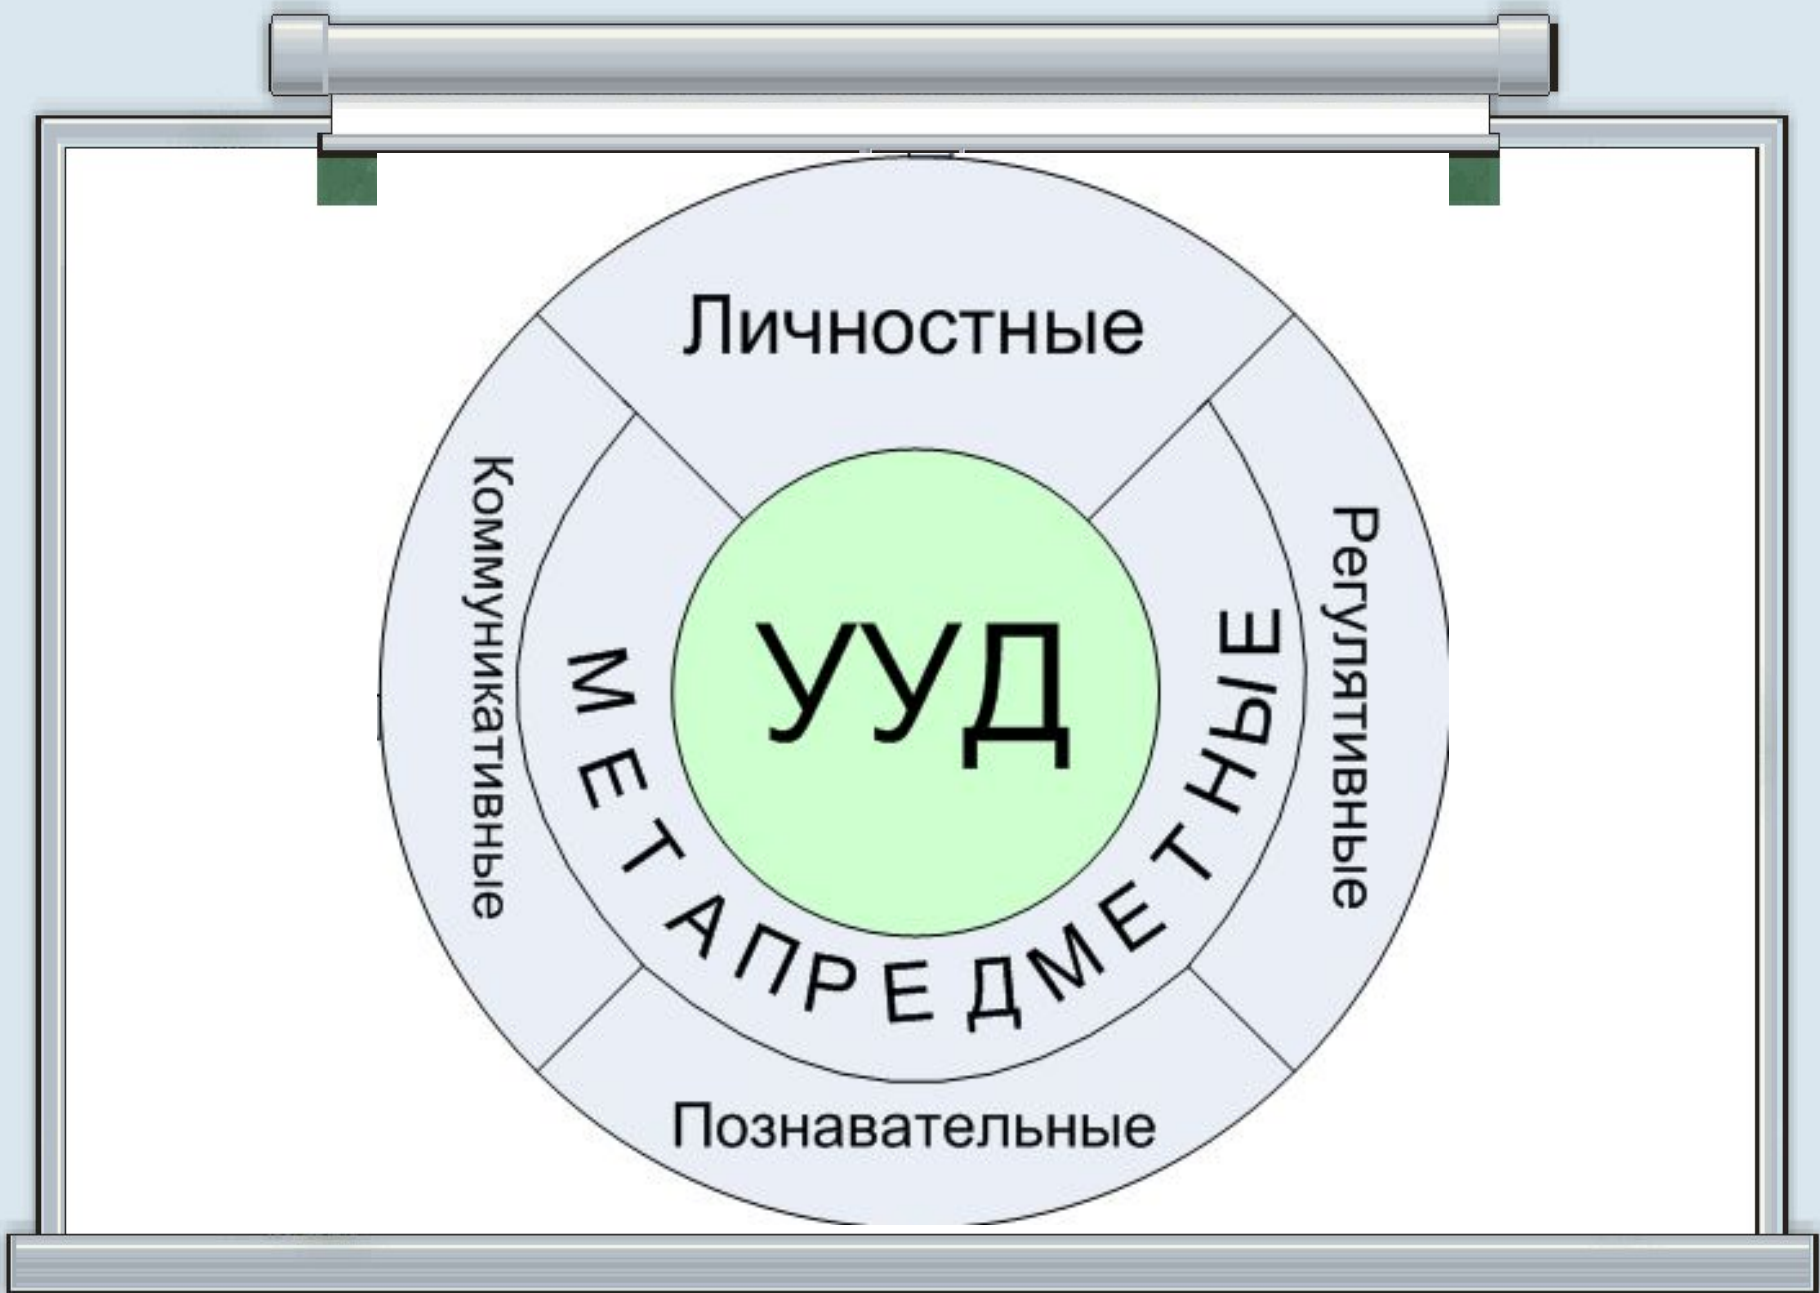 Личностные
Коммуникативные
УУД
МЕТАПРЕДМЕТНЫЕ
Регулятивные
Познавательные